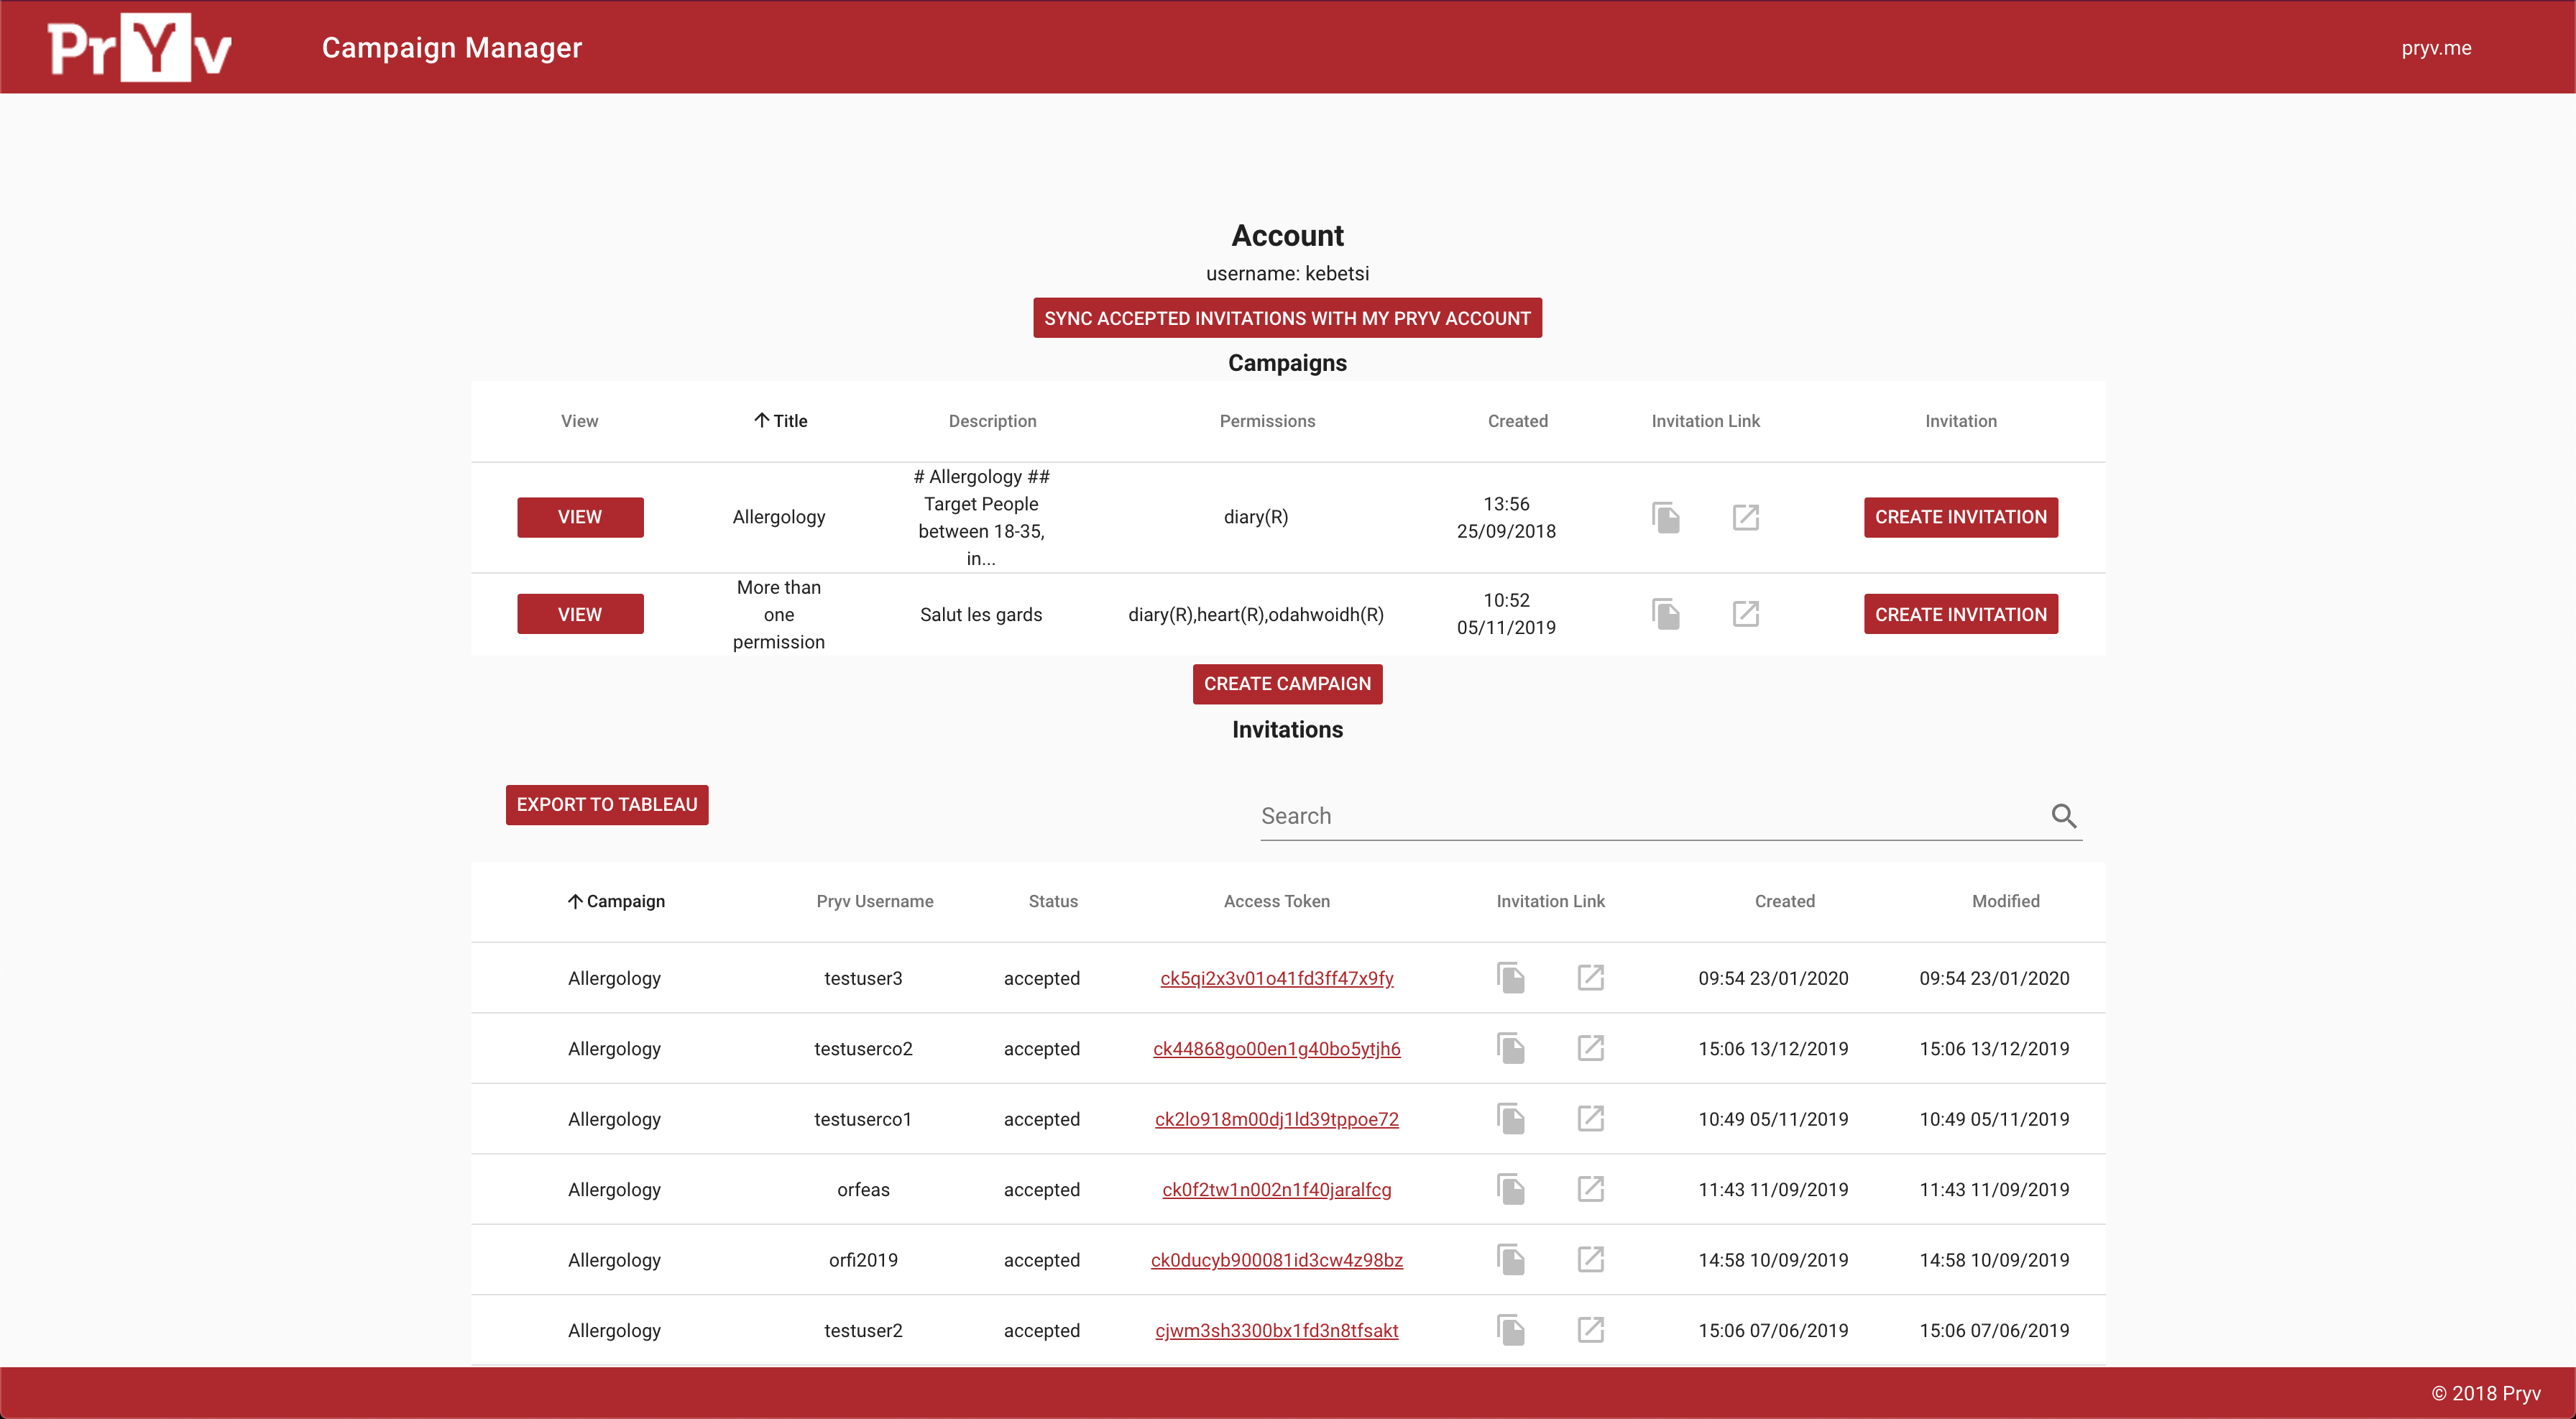 PrYv
Campaign Manager
pryv.me
Account
username: kebetsi
SYNC ACCEPTED INVITATIONS WITH MY PRYV ACCOUNT
Campaigns
View Title Description Permissions Created Invitation Link Invitation
VIEW
Allergology
# Allergology ##
Target People
between 18-35,
in...
diary(R)
13:56
25/09/2018
CREATE INVITATION
VIEW
More than
one
permission
Salut les gards
diary(R),heart(R),odahwoidh(R)
10:52
05/11/2019
CREATE INVITATION
CREATE CAMPAIGN
Invitations
EXPORT TO TABLEAU
Search
Campaign Pryv Username Status Access Token Invitation Link Created Modified
Allergology testuser3 accepted ck5qi2x3v01o41fd3ff47x9fy 09:54 23/01/2020 09:54 23/01/2020
Allergology testuserco2 accepted ck44868go00en1g40bo5ytjh6 15:06 13/12/2019 15:06 13/12/2019
Allergology testuserco1 accepted ck2lo918m00dj1ld39tppoe72 10:49 05/11/2019 10:49 05/11/2019
Allergology orfeas accepted ck0f2tw1n002n1f40jaralfcg 11:43 11/09/2019 11:43 11/09/2019
Allergology orfi2019 accepted ck0ducyb900081id3cw4z98bz 14:58 10/09/2019 14:58 10/09/2019
Allergology testuser2 accepted cjwm3sh3300bx1fd3n8tfsakt 15:06 07/06/2019 15:06 07/06/2019
© 2018 Pryv